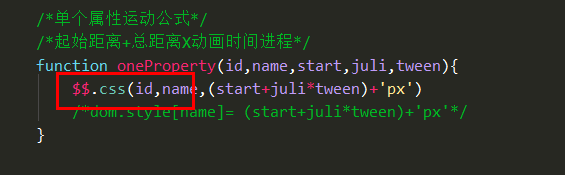 /*单个属性运动公式*/
/*起始距离+总距离X动画时间进程*/
function oneProperty(id,name,start,juli,tween){
$$.css(id,name,(start+juli*tween)+'px')
/*dom.style[name]= (start+juli*tween)+'px'*/
}